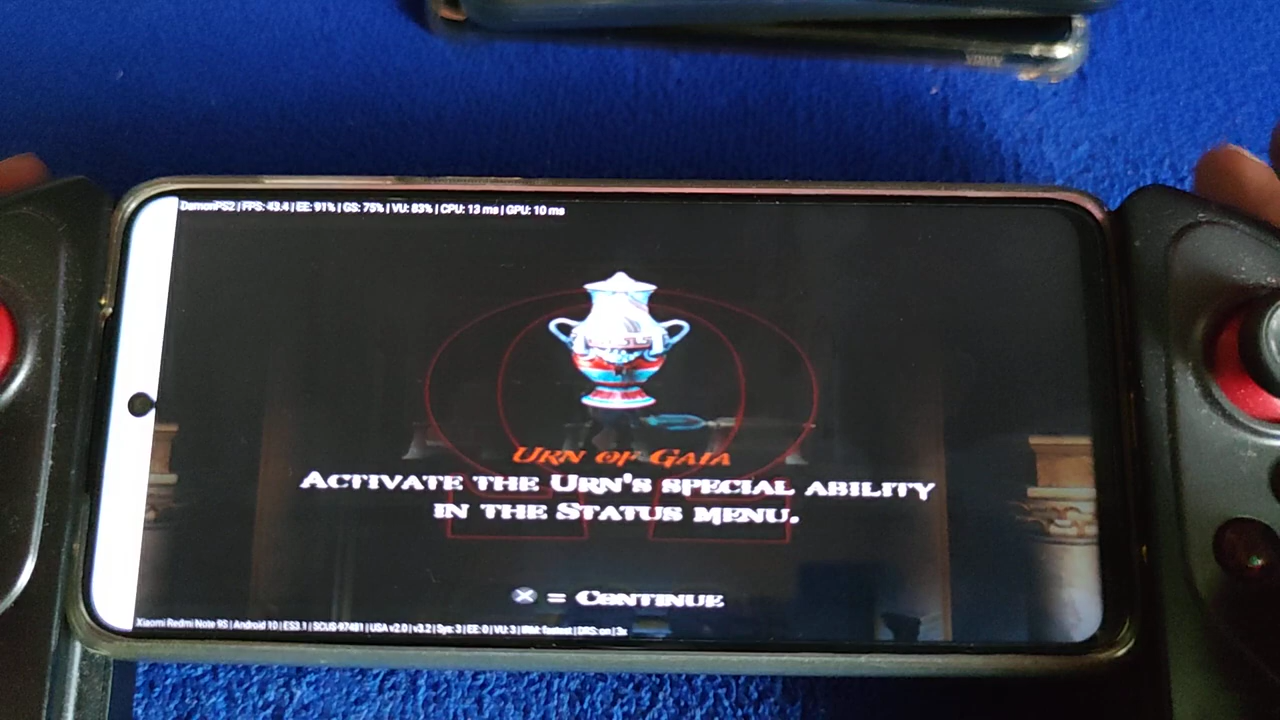 DamonPS2 | FPS: 43.4 | EE: 91% | GS: 75% | VU: 83% | CPU: 13 ms | GPU: 10 ms
URN OF GAIA
ACTIVATE THE URN'S SPECIAL ABILITY
IN THE STATUS MENU.
= CONTINUE
Xiaomi Redmi Note 9S | Android 10 | ES3.1 | SCUS-97481 | USA v2.0 | v3.2 | Sys: 3 | EE: 0 | VU: 3 | fastest | DRS: on | 3x